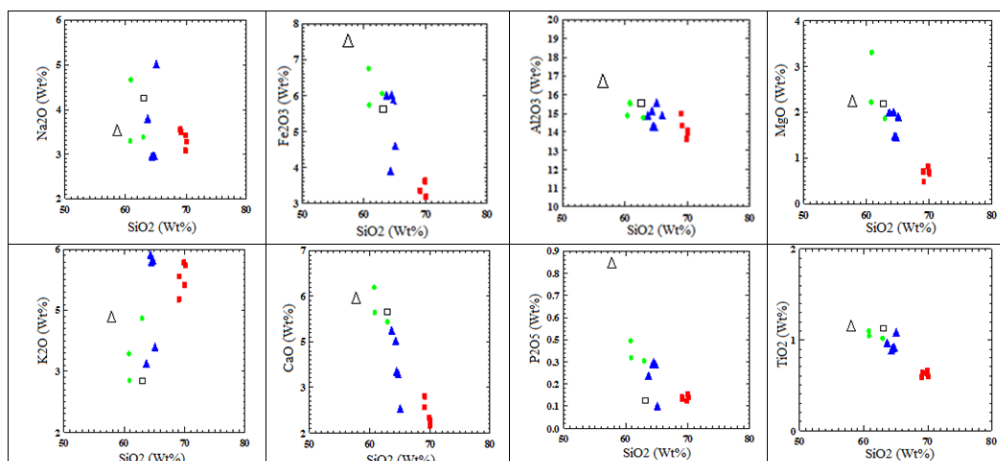 Na2O (Wt%)
6
5
4
3
2
50 60 70 80
SiO2 (Wt%)
Fe2O3 (Wt%)
8
7
6
5
4
3
50 60 70 80
SiO2 (Wt%)
Al2O3 (Wt%)
20
19
18
17
16
15
14
13
12
11
10
50 60 70 80
SiO2 (Wt%)
MgO (Wt%)
4
3
2
1
0
50 60 70 80
SiO2 (Wt%)
K2O (Wt%)
6
5
3
2
50 60 70 80
SiO2 (Wt%)
CaO (Wt%)
7
6
5
4
2
50 60 70 80
SiO2 (Wt%)
P2O5 (Wt%)
0.9
0.8
0.7
0.6
0.5
0.4
0.3
0.2
0.1
0.0
50 60 70 80
SiO2 (Wt%)
TiO2 (Wt%)
2
1
0
50 60 70 80
SiO2 (Wt%)